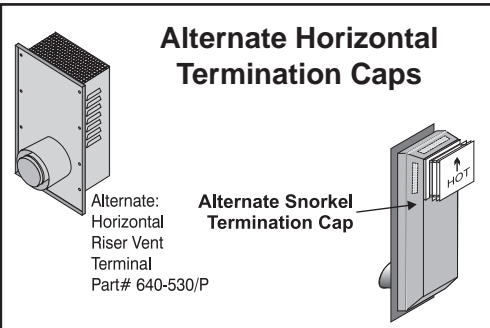 Alternate Horizontal
Termination Caps
Alternate:
Horizontal
Riser Vent
Terminal
Part# 640-530/P
Alternate Snorkel
Termination Cap
HOT